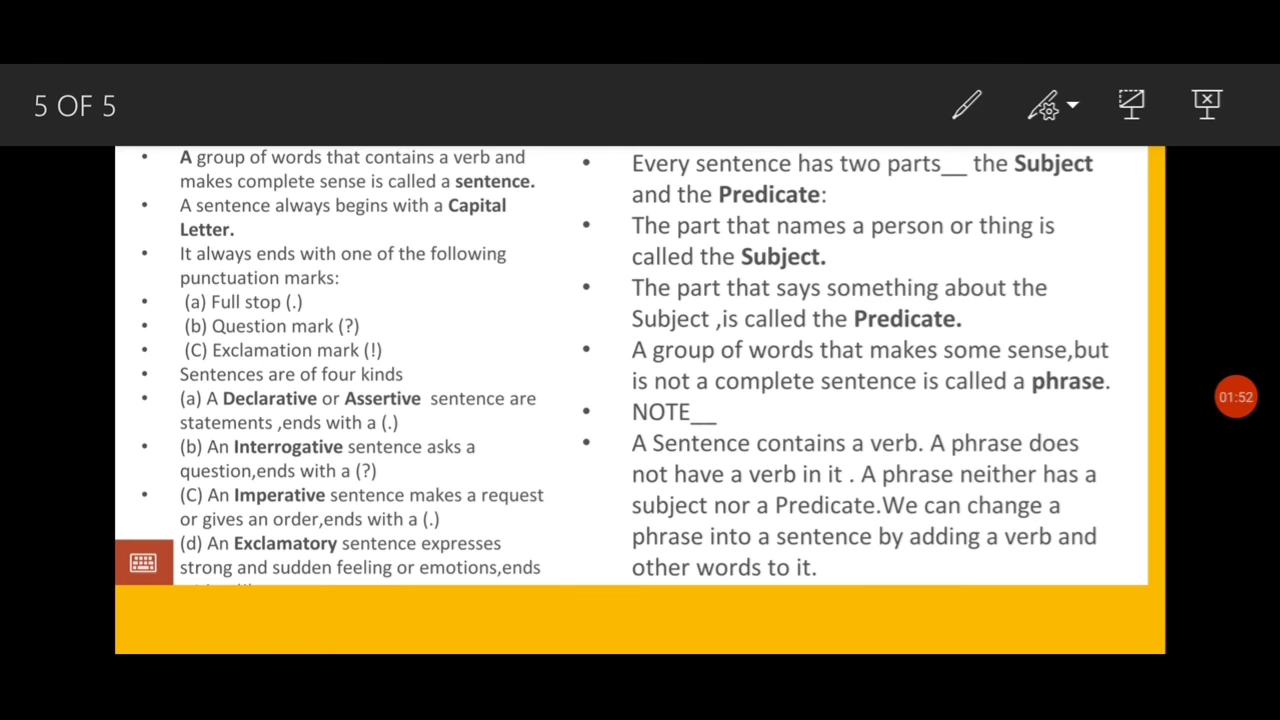 5 OF 5
• A group of words that contains a verb and
makes complete sense is called a sentence.
• A sentence always begins with a Capital
Letter.
• It always ends with one of the following
punctuation marks:
• (a) Full stop (.)
• (b) Question mark (?)
• (C) Exclamation mark (!)
• Sentences are of four kinds
• (a) A Declarative or Assertive sentence are
statements ,ends with a (.)
• (b) An Interrogative sentence asks a
question,ends with a (?)
• (C) An Imperative sentence makes a request
or gives an order,ends with a (.)
(d) An Exclamatory sentence expresses
strong and sudden feeling or emotions,ends
• Every sentence has two parts__ the Subject
and the Predicate:
• The part that names a person or thing is
called the Subject.
• The part that says something about the
Subject ,is called the Predicate.
• A group of words that makes some sense,but
is not a complete sentence is called a phrase.
• NOTE__
• A Sentence contains a verb. A phrase does
not have a verb in it . A phrase neither has a
subject nor a Predicate.We can change a
phrase into a sentence by adding a verb and
other words to it.
01:52